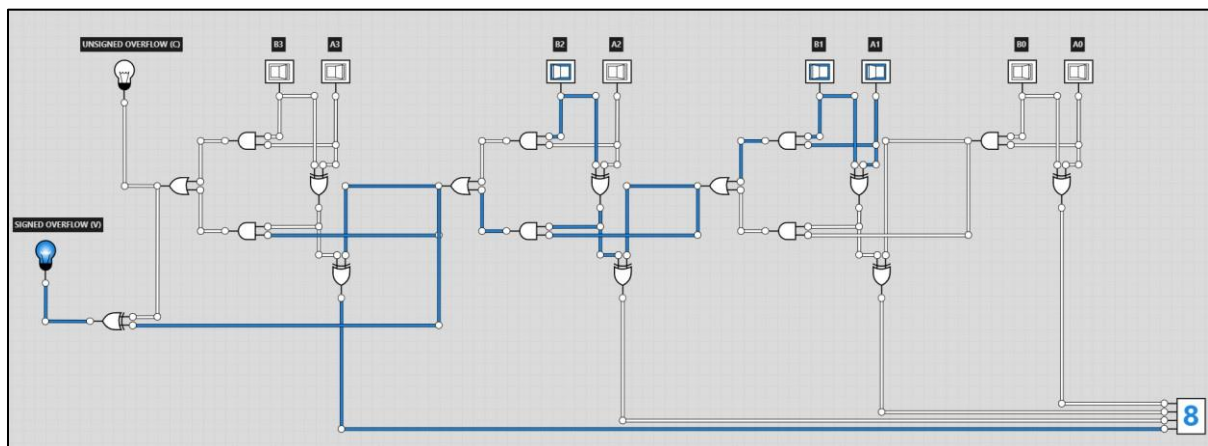 UNSIGNED OVERFLOW (C)
B3
A3
B2
A2
B1
A1
B0
A0
SIGNED OVERFLOW (V)
8